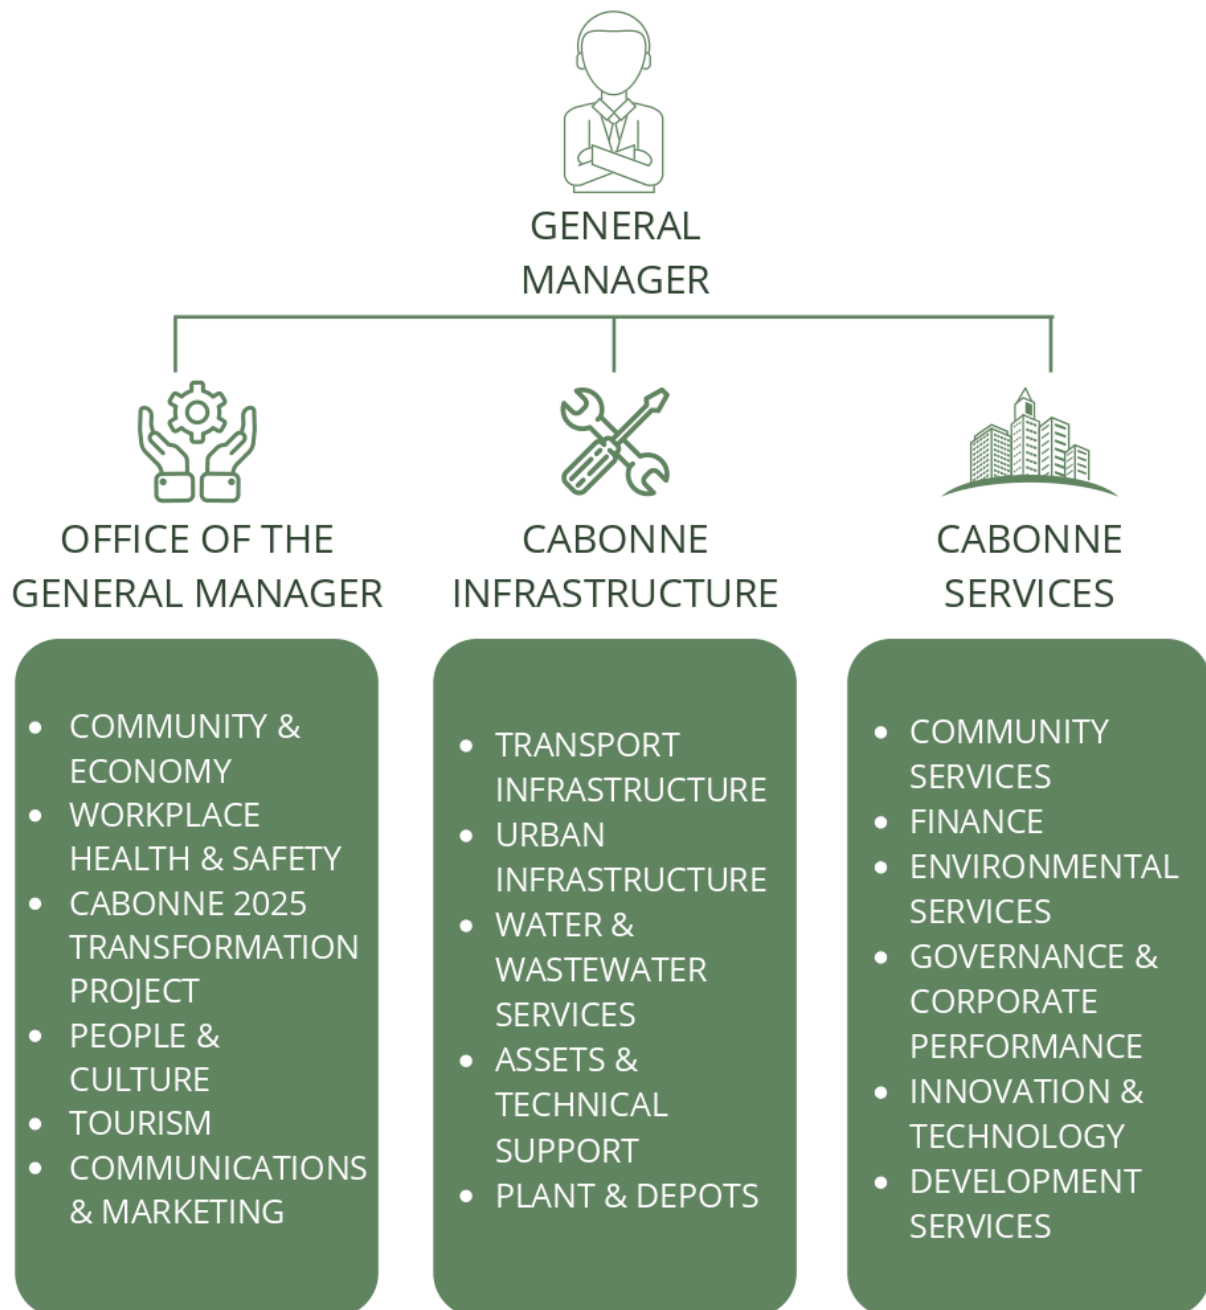 GENERAL
MANAGER
OFFICE OF THE
GENERAL MANAGER
COMMUNITY &
ECONOMY
WORKPLACE
HEALTH & SAFETY
CABONNE 2025
TRANSFORMATION
PROJECT
PEOPLE &
CULTURE
TOURISM
COMMUNICATIONS
& MARKETING
CABONNE
INFRASTRUCTURE
TRANSPORT
INFRASTRUCTURE
URBAN
INFRASTRUCTURE
WATER &
WASTEWATER
SERVICES
ASSETS &
TECHNICAL
SUPPORT
PLANT & DEPOTS
CABONNE
SERVICES
COMMUNITY
SERVICES
FINANCE
ENVIRONMENTAL
SERVICES
GOVERNANCE &
CORPORATE
PERFORMANCE
INNOVATION &
TECHNOLOGY
DEVELOPMENT
SERVICES